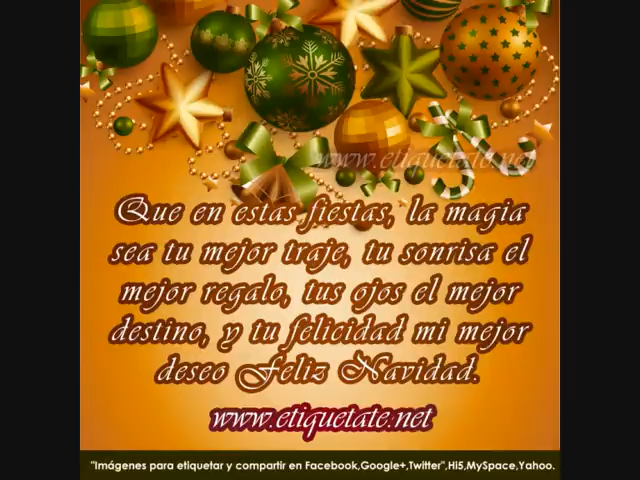 www.etiquetate.net
Que en estas fiestas, la magia
sea tu mejor traje, tu sonrisa el
mejor regalo, tus ojos el mejor
destino, y tu felicidad mi mejor
deseo Feliz Navidad.
www.etiquetate.net
"Imágenes para etiquetar y compartir en Facebook,Google+,Twitter",Hi5,MySpace,Yahoo.